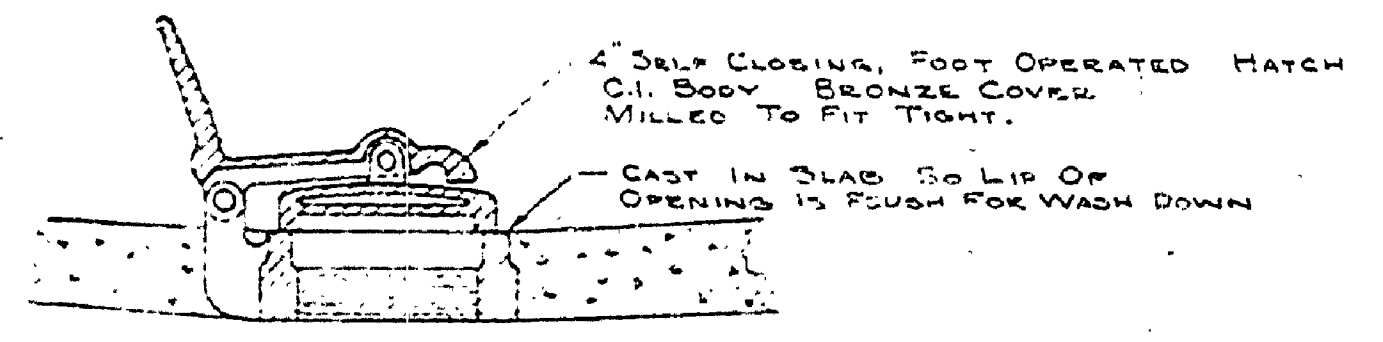 4" SELF CLOSING, FOOT OPERATED HATCH
C.I. BODY BRONZE COVER
MILLED TO FIT TIGHT.
CAST IN SLAB SO LIP OF
OPENING IS FLUSH FOR WASH DOWN